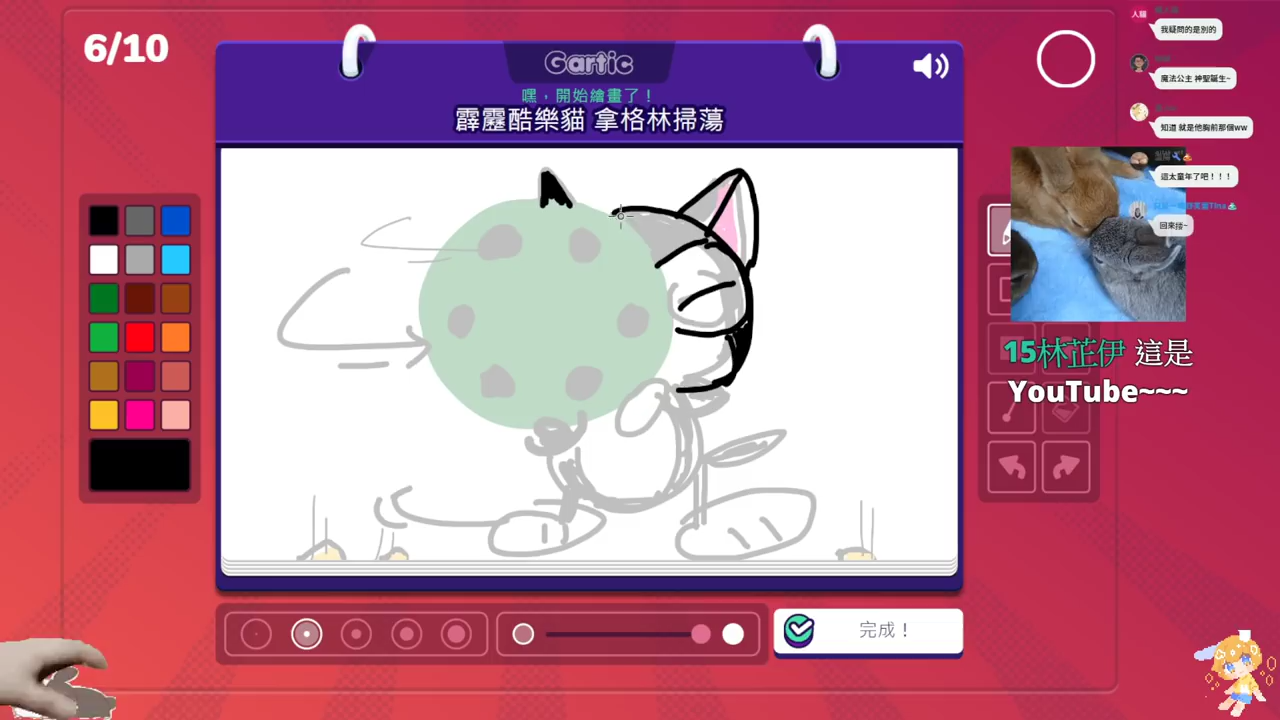 6/10
Gartic
嘿，開始繪畫了！
霹靂酷樂貓 拿格林掃蕩
我疑問的是別的
魔法公主 神聖誕生~
知道 就是他胸前那個ww
這太童年了吧！！！
回來捂~
15林芷伊 這是
YouTube~~~
完成！